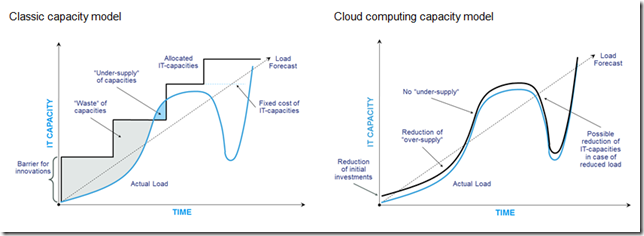 Classic capacity model
Allocated
IT-capacities
Load
Forecast
"Under-supply"
of capacities
"Waste" of
capacities
Fixed cost of
IT-capacities
IT CAPACITY
Barrier for
innovations
Actual Load
TIME
Cloud computing capacity model
Load
Forecast
No "under-supply"
Reduction of
"over-supply"
Possible
reduction of
IT-capacities
in case of
reduced load
IT CAPACITY
Reduction
of initial
investments
Actual Load
TIME